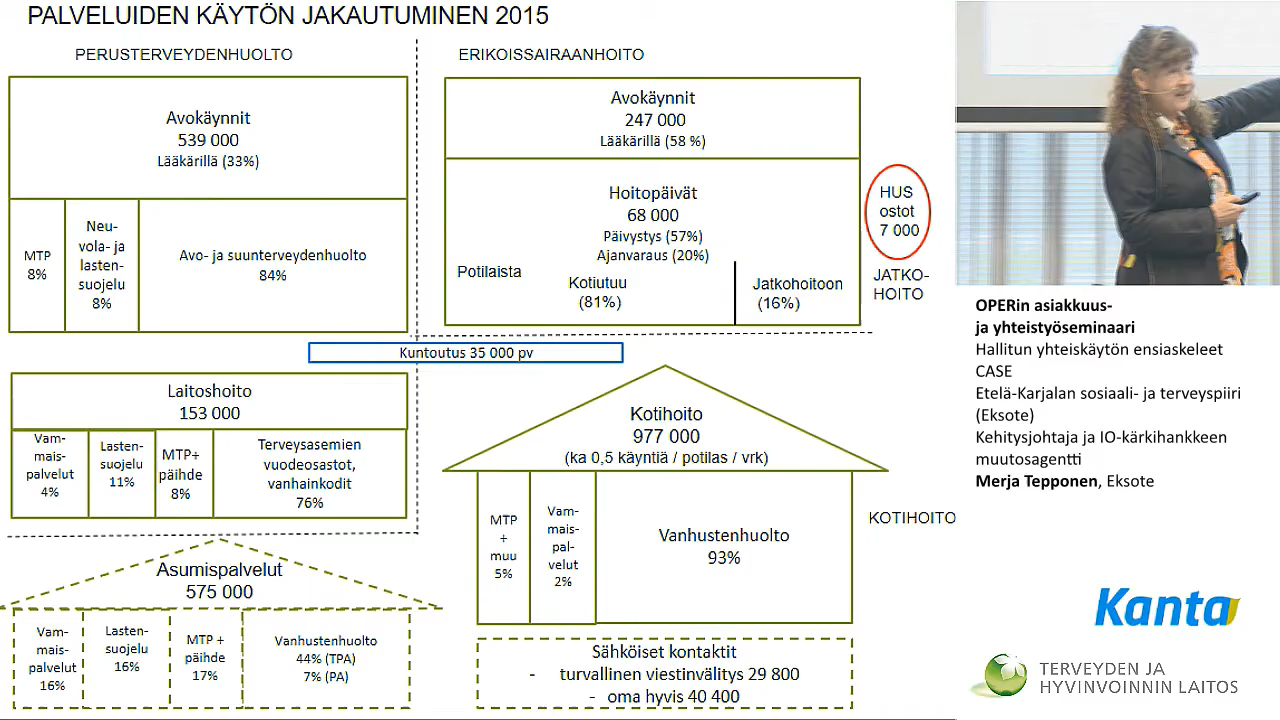 PALVELUIDEN KÄYTÖN JAKAUTUMINEN 2015
PERUSTERVEYDENHUOLTO
Avokäynnit
539 000
Lääkärillä (33%)
MTP
8%
Neu-
vola- ja
lasten-
suojelu
8%
Avo- ja suunterveydenhuolto
84%
ERIKOISSAIRAANHOITO
Avokäynnit
247 000
Lääkärillä (58 %)
Hoitopäivät
68 000
Päivystys (57%)
Ajanvaraus (20%)
Potilaista
Kotiutuu
(81%)
Jatkohoitoon
(16%)
HUS
ostot
7 000
JATKO-
HOITO
Kuntoutus 35 000 pv
Laitoshoito
153 000
Vam-
mais-
palvelut
4%
Lasten-
suojelu
11%
MTP+
päihde
8%
Terveysasemien
vuodeosastot,
vanhainkodit
76%
Kotihoito
977 000
(ka 0,5 käyntiä / potilas / vrk)
MTP
+
muu
5%
Vam-
mais-
pal-
velut
2%
Vanhustenhuolto
93%
KOTIHOITO
Asumispalvelut
575 000
Vam-
mais-
palvelut
16%
Lasten-
suojelu
16%
MTP +
päihde
17%
Vanhustenhuolto
44% (TPA)
7% (PA)
Sähköiset kontaktit
- turvallinen viestinvälitys 29 800
- oma hyvis 40 400
OPERin asiakkuus-
ja yhteistyöseminaari
Hallitun yhteiskäytön ensiaskeleet
CASE
Etelä-Karjalan sosiaali- ja terveyspiiri
(Eksote)
Kehitysjohtaja ja IO-kärkihankkeen
muutosagentti
Merja Tepponen, Eksote
Kanta
TERVEYDEN JA
HYVINVOINNIN LAITOS